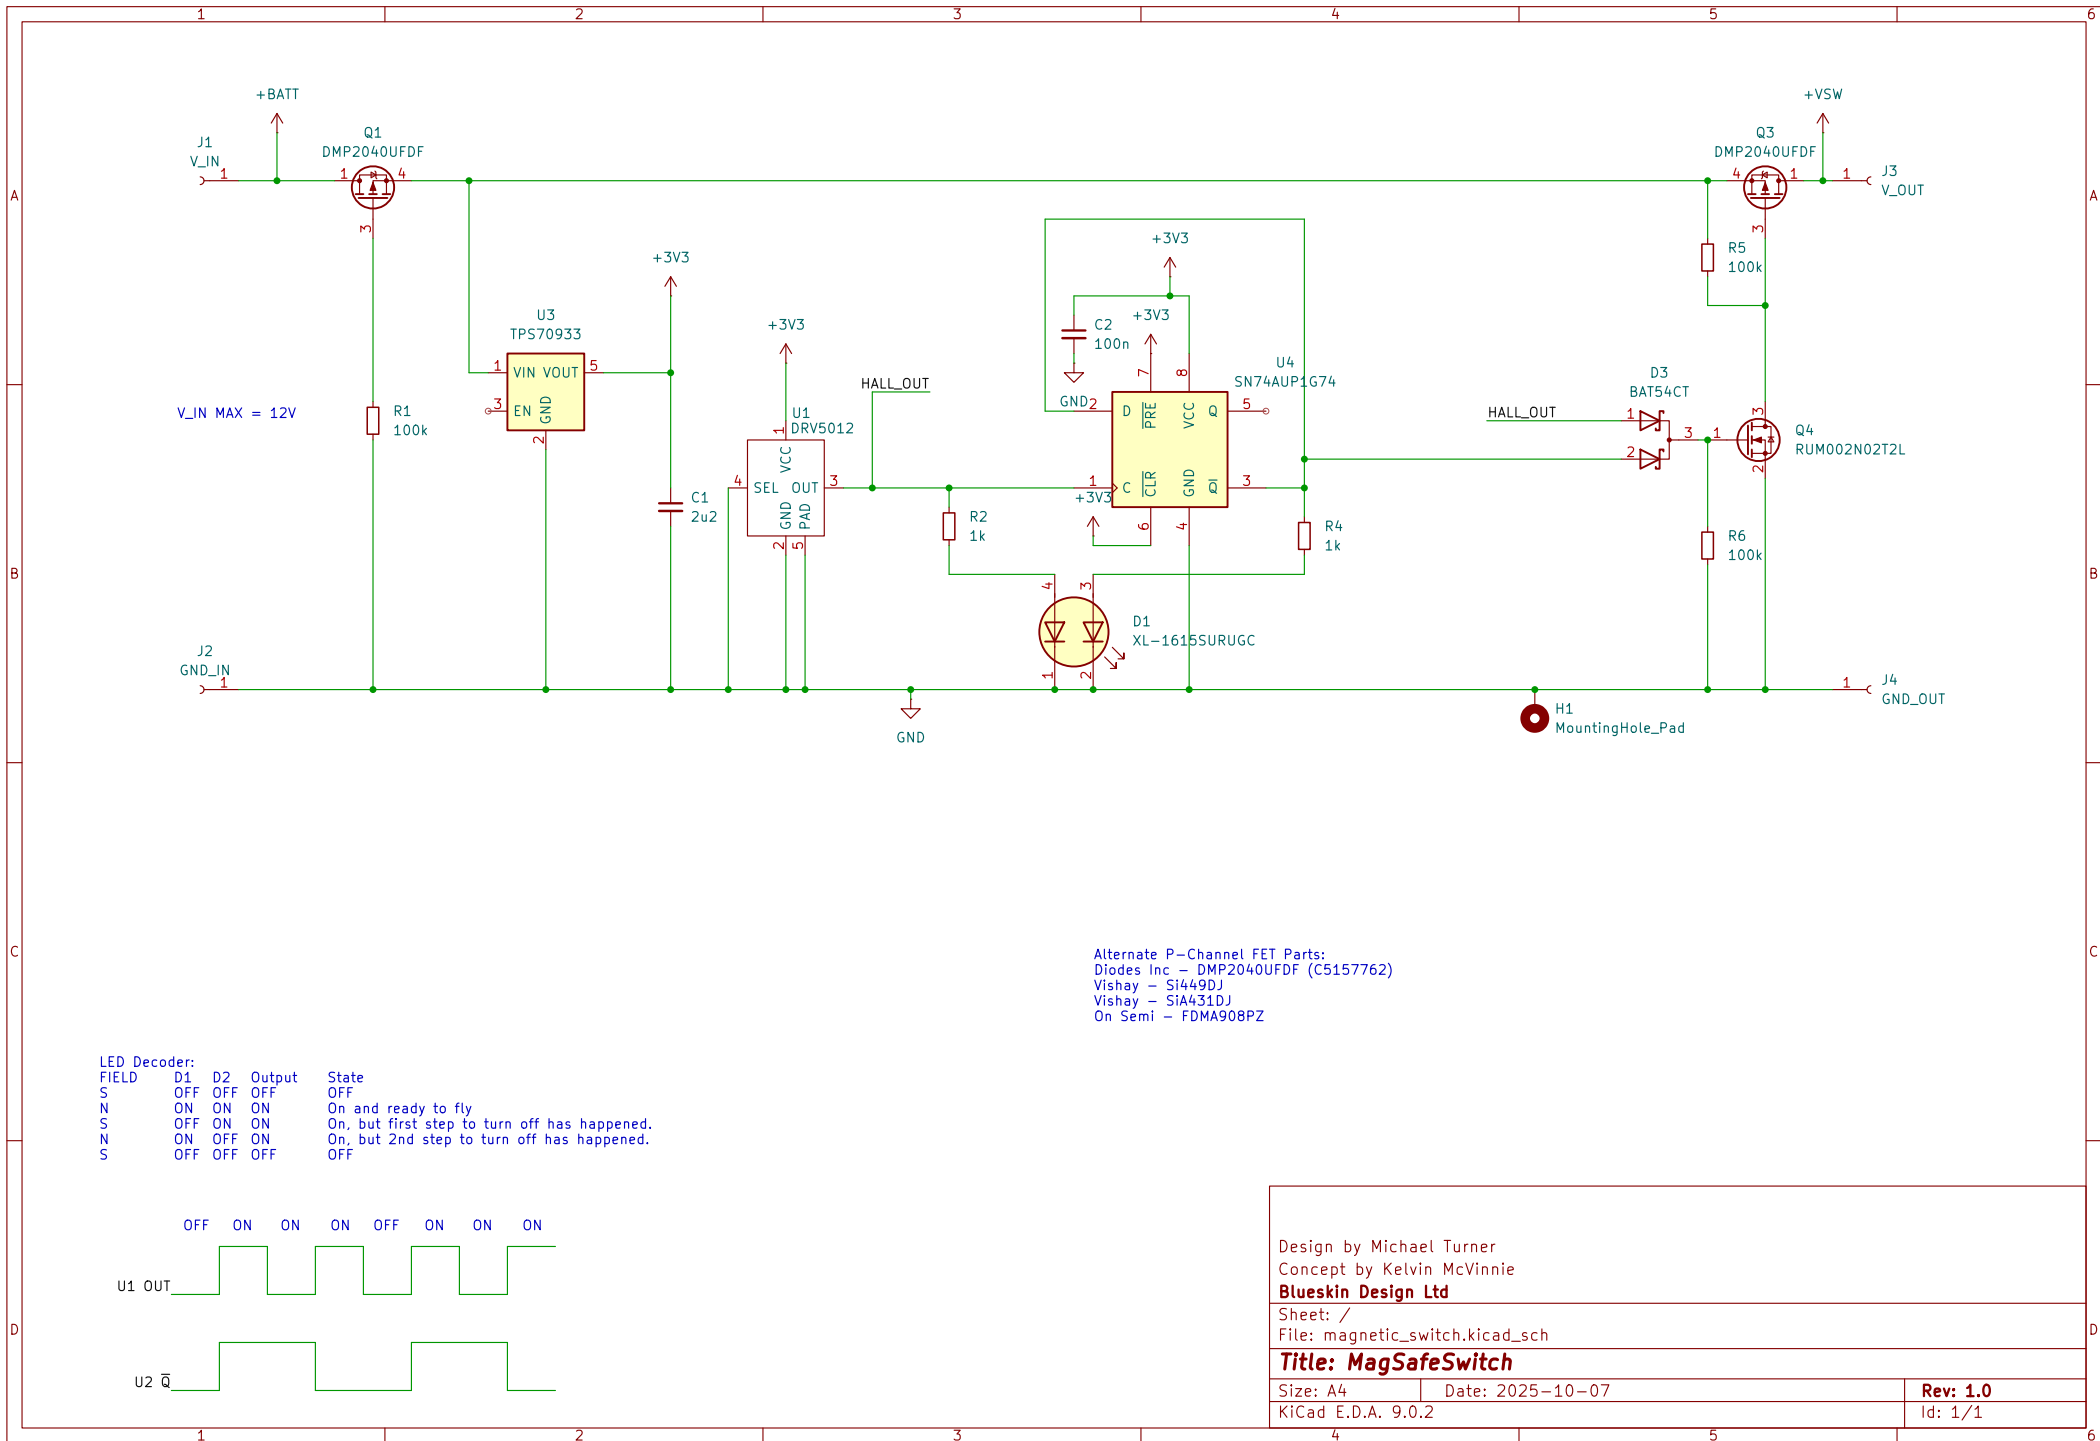 1 2 3 4 5 6
A
B
C
D
A
B
C
D
1 2 3 4 5 6
+BATT
J1
V_IN
1
Q1
DMP2040UFDF
1
4
3
V_IN MAX = 12V
R1
100k
J2
GND_IN
1
U3
TPS70933
1
VIN
VOUT
5
3
EN
GND
2
+3V3
C1
2u2
+3V3
U1
DRV5012
1
VCC
4
SEL
OUT
3
GND
PAD
2
5
HALL_OUT
R2
1k
GND
+3V3
C2
100n
GND
+3V3
U4
SN74AUP1G74
7
8
2
D
PRE
VCC
Q
5
1
C
CLR
GND
Q
3
6
4
+3V3
R4
1k
4
3
D1
XL-1615SURUGC
1
2
HALL_OUT
D3
BAT54CT
1
2
3
1
3
Q4
RUM002N02T2L
2
R5
100k
R6
100k
+VSW
Q3
DMP2040UFDF
4
1
3
J3
V_OUT
1
J4
GND_OUT
1
H1
MountingHole_Pad
Alternate P-Channel FET Parts:
Diodes Inc - DMP2040UFDF (C5157762)
Vishay - Si449DJ
Vishay - SiA431DJ
On Semi - FDMA908PZ
LED Decoder:
FIELD D1 D2 Output State
S OFF OFF OFF OFF
N ON ON ON On and ready to fly
S OFF ON ON On, but first step to turn off has happened.
N ON OFF ON On, but 2nd step to turn off has happened.
S OFF OFF OFF OFF
OFF ON ON ON OFF ON ON ON
U1 OUT
U2 Q̅
Design by Michael Turner
Concept by Kelvin McVinnie
Blueskin Design Ltd
Sheet: /
File: magnetic_switch.kicad_sch
Title: MagSafeSwitch
Size: A4 Date: 2025-10-07 Rev: 1.0
KiCad E.D.A. 9.0.2 Id: 1/1